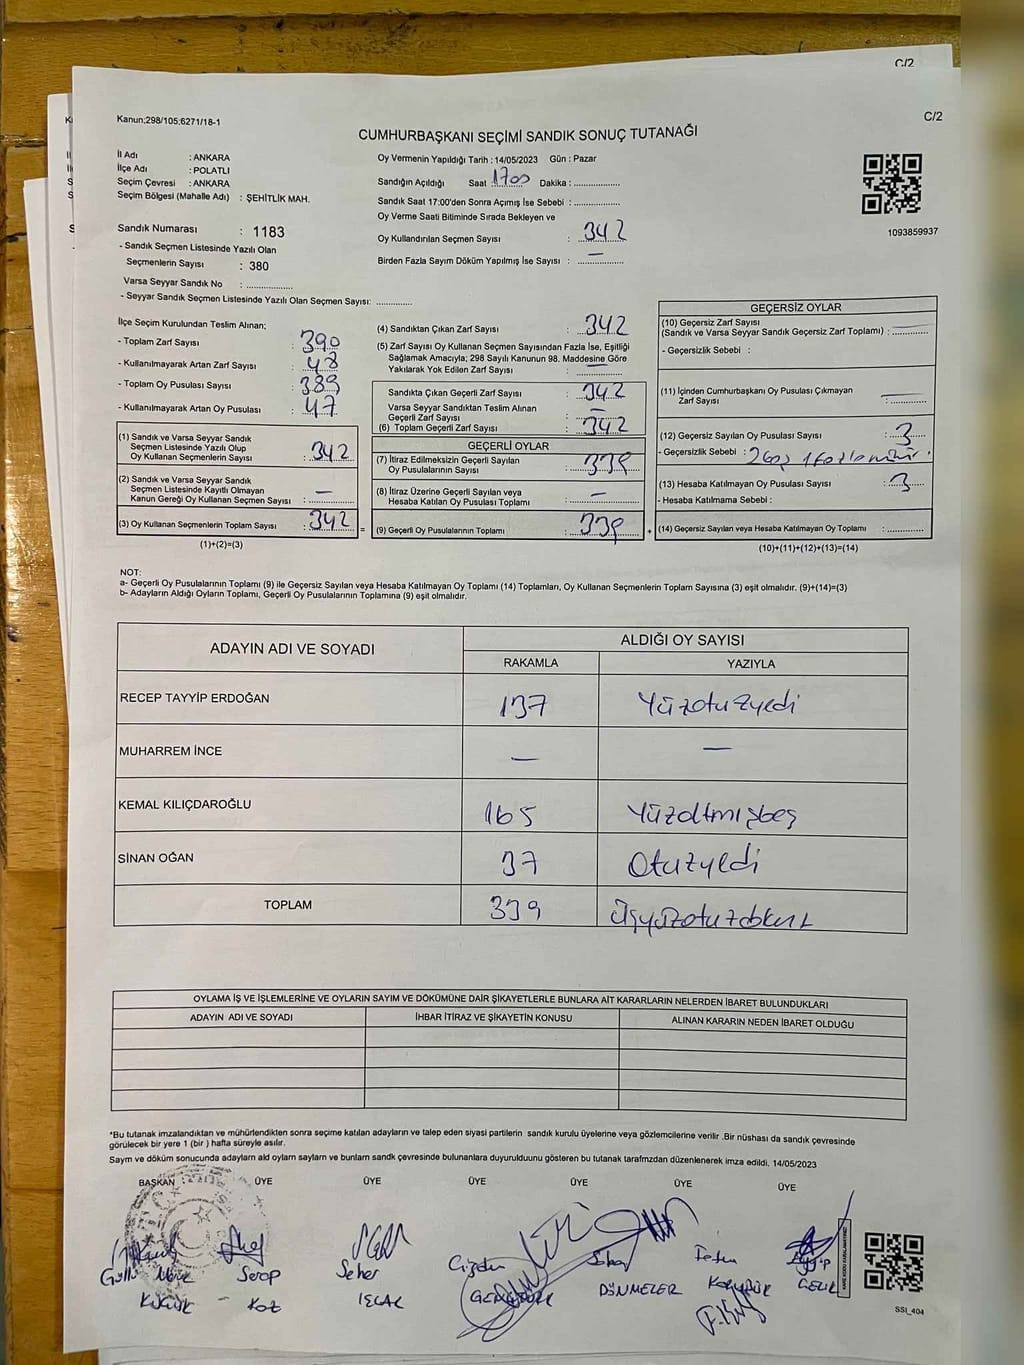 C/2
Kanun:298/105;6271/18-1
C/2
CUMHURBAŞKANI SEÇİMİ SANDIK SONUÇ TUTANAĞI
İl Adı : ANKARA
İlçe Adı : POLATLI
Seçim Çevresi : ANKARA
Seçim Bölgesi (Mahalle Adı) : ŞEHİTLİK MAH.
Sandık Numarası : 1183
- Sandık Seçmen Listesinde Yazılı Olan
Seçmenlerin Sayısı : 380
Varsa Seyyar Sandık No : ..................
- Seyyar Sandık Seçmen Listesinde Yazılı Olan Seçmen Sayısı: ..............
Oy Vermenin Yapıldığı Tarih : 14/05/2023 Gün : Pazar
Sandığın Açıldığı Saat 1700 Dakika : ..................
Sandık Saat 17:00'den Sonra Açımış İse Sebebi : ..................
Oy Verme Saati Bitiminde Sırada Bekleyen ve
Oy Kullandırılan Seçmen Sayısı : 342
Birden Fazla Sayım Döküm Yapılmış İse Sayısı : —
1093859937
İlçe Seçim Kurulundan Teslim Alınan;
- Toplam Zarf Sayısı : 390
- Kullanılmayarak Artan Zarf Sayısı : 48
- Toplam Oy Pusulası Sayısı : 389
- Kullanılmayarak Artan Oy Pusulası : 47
(1) Sandık ve Varsa Seyyar Sandık
Seçmen Listesinde Yazılı Olup
Oy Kullanan Seçmenlerin Sayısı : 342
(2) Sandık ve Varsa Seyyar Sandık
Seçmen Listesinde Kayıtlı Olmayan
Kanun Gereği Oy Kullanan Seçmen Sayısı : —
(3) Oy Kullanan Seçmenlerin Toplam Sayısı : 342 =
(1)+(2)=(3)
(4) Sandıktan Çıkan Zarf Sayısı : 342
(5) Zarf Sayısı Oy Kullanan Seçmen Sayısından Fazla İse, Eşitliği
Sağlamak Amacıyla; 298 Sayılı Kanunun 98. Maddesine Göre
Yakılarak Yok Edilen Zarf Sayısı : —
Sandıkta Çıkan Geçerli Zarf Sayısı : 342
Varsa Seyyar Sandıktan Teslim Alınan
Geçerli Zarf Sayısı : —
(6) Toplam Geçerli Zarf Sayısı : 342
GEÇERLİ OYLAR
(7) İtiraz Edilmeksizin Geçerli Sayılan
Oy Pusulalarının Sayısı : 339
(8) İtiraz Üzerine Geçerli Sayılan veya
Hesaba Katılan Oy Pusulası Toplamı : —
(9) Geçerli Oy Pusulalarının Toplamı : 339 +
GEÇERSİZ OYLAR
(10) Geçersiz Zarf Sayısı
(Sandık ve Varsa Seyyar Sandık Geçersiz Zarf Toplamı) : —
- Geçersizlik Sebebi :
(11) İçinden Cumhurbaşkanı Oy Pusulası Çıkmayan
Zarf Sayısı : —
(12) Geçersiz Sayılan Oy Pusulası Sayısı : 3
- Geçersizlik Sebebi : 2boş 1fazla mühür.
(13) Hesaba Katılmayan Oy Pusulası Sayısı : 3
- Hesaba Katılmama Sebebi :
(14) Geçersiz Sayılan veya Hesaba Katılmayan Oy Toplamı : ............
(10)+(11)+(12)+(13)=(14)
NOT:
a- Geçerli Oy Pusulalarının Toplamı (9) ile Geçersiz Sayılan veya Hesaba Katılmayan Oy Toplamı (14) Toplamları, Oy Kullanan Seçmenlerin Toplam Sayısına (3) eşit olmalıdır. (9)+(14)=(3)
b- Adayların Aldığı Oyların Toplamı, Geçerli Oy Pusulalarının Toplamına (9) eşit olmalıdır.
ADAYIN ADI VE SOYADI
ALDIĞI OY SAYISI
RAKAMLA YAZIYLA
RECEP TAYYİP ERDOĞAN 137 Yüzotuzyedi
MUHARREM İNCE — —
KEMAL KILIÇDAROĞLU 165 Yüzaltmışbeş
SİNAN OĞAN 37 Otuzyedi
TOPLAM 339 Üçyüzotuzdokuz
OYLAMA İŞ VE İŞLEMLERİNE VE OYLARIN SAYIM VE DÖKÜMÜNE DAİR ŞİKAYETLERLE BUNLARA AİT KARARLARIN NELERDEN İBARET BULUNDUKLARI
ADAYIN ADI VE SOYADI İHBAR İTİRAZ VE ŞİKAYETİN KONUSU ALINAN KARARIN NEDEN İBARET OLDUĞU
*Bu tutanak imzalandıktan ve mühürlendikten sonra seçime katılan adayların ve talep eden siyasi partilerin sandık kurulu üyelerine veya gözlemcilerine verilir .Bir nüshası da sandık çevresinde
görülecek bir yere 1 (bir ) hafta süreyle asılır.
Sayım ve döküm sonucunda adayların ald oyların sayları ve bunların sandk çevresinde bulunanlara duyurulduunu gösteren bu tutanak tarafmzdan düzenlenerek imza edildi. 14/05/2023
BAŞKAN ÜYE ÜYE ÜYE ÜYE ÜYE ÜYE
Serap Seher Çiğdem Fatma
Küçük Koz IŞLAK GENÇTÜRK DÖNMELER ÇELİK
SSI_404